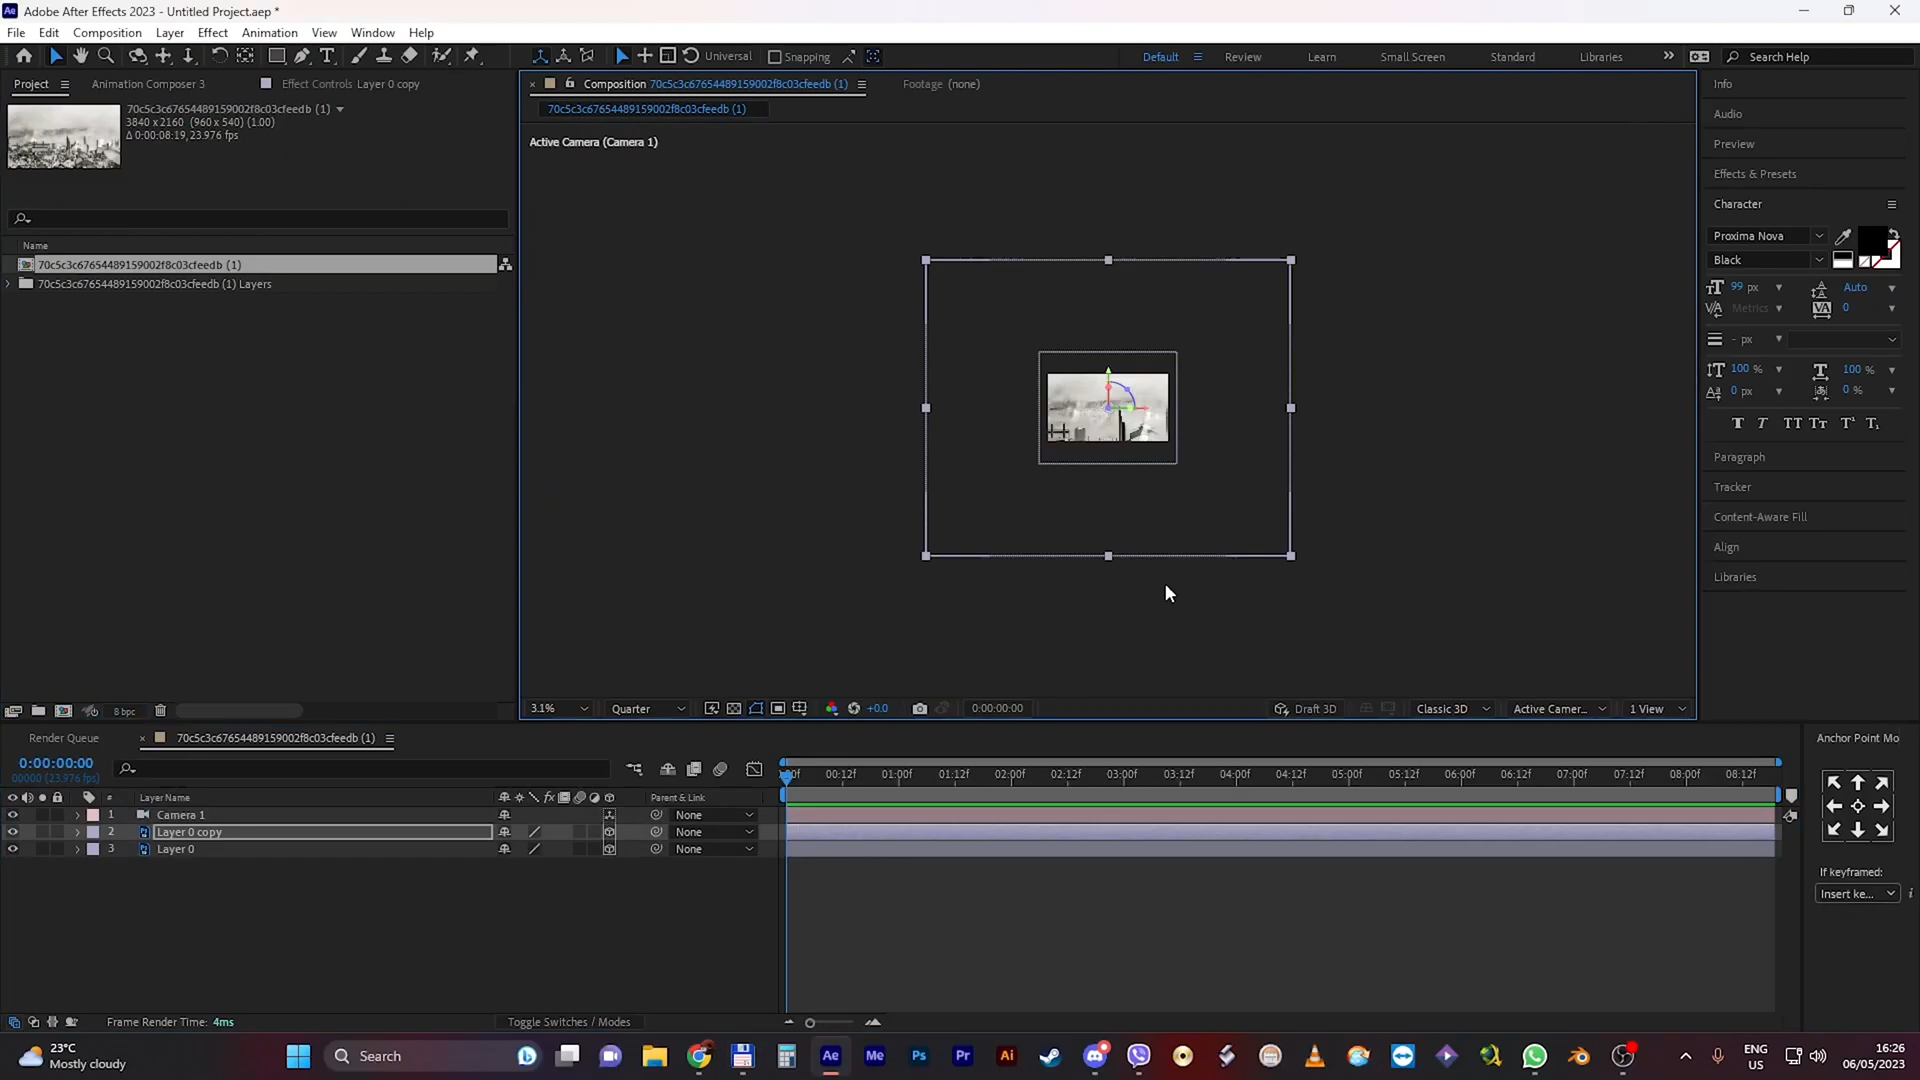 Adobe After Effects 2023 - Untitled Project.aep *
File Edit Composition Layer Effect Animation View Window Help
Universal Snapping Default Review Learn Small Screen Standard Libraries Search Help
Project Animation Composer 3 Effect Controls Layer 0 copy
Composition 70c5c3c67654489159002f8c03cfeedb (1) Footage (none)
70c5c3c67654489159002f8c03cfeedb (1)
3840 x 2160 (960 x 540) (1.00)
Δ 0:00:08:19, 23.976 fps
70c5c3c67654489159002f8c03cfeedb (1)
Active Camera (Camera 1)
Name
70c5c3c67654489159002f8c03cfeedb (1)
70c5c3c67654489159002f8c03cfeedb (1) Layers
Info
Audio
Preview
Effects & Presets
Character
Proxima Nova
Black
99 px Auto
Metrics 0
- px
100 % 100 %
0 px 0 %
T T TT Tt T¹ T₁
Paragraph
Tracker
Content-Aware Fill
Align
Libraries
8 bpc
3.1% Quarter +0.0 0:00:00:00 Draft 3D Classic 3D Active Camer... 1 View
Render Queue 70c5c3c67654489159002f8c03cfeedb (1)
0:00:00:00
00000 (23.976 fps)
00:12f 01:00f 01:12f 02:00f 02:12f 03:00f 03:12f 04:00f 04:12f 05:00f 05:12f 06:00f 06:12f 07:00f 07:12f 08:00f 08:12f
# Layer Name Parent & Link
1 Camera 1 None
2 Layer 0 copy None
3 Layer 0 None
Anchor Point Mo
If keyframed:
Insert ke...
Frame Render Time: 4ms Toggle Switches / Modes
23°C
Mostly cloudy
Search
Ae Me Ps Pr Ai
ENG
US
16:26
06/05/2023